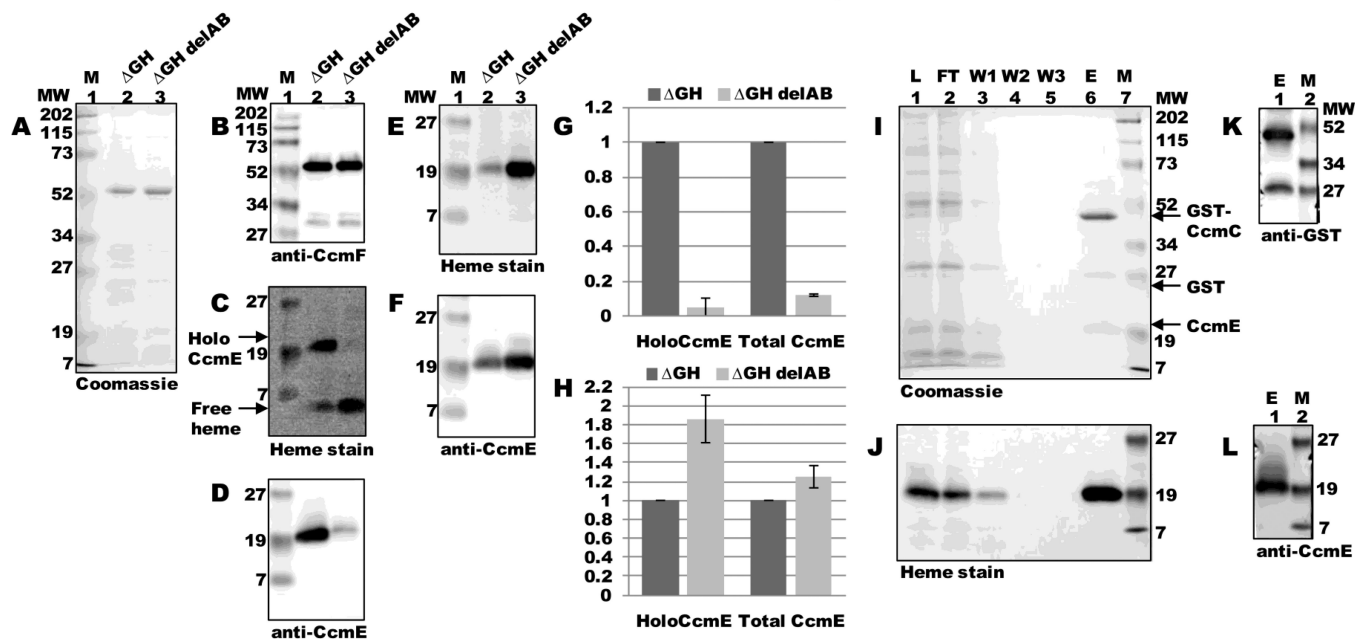 A
M ΔGH ΔGH delAB
MW 1 2 3
202
115
73
52
34
27
19
7
Coomassie
B
M ΔGH ΔGH delAB
MW 1 2 3
202
115
73
52
34
27
anti-CcmF
C
27
Holo CcmE
19
7
Free heme
Heme stain
D
27
19
7
anti-CcmE
E
M ΔGH ΔGH delAB
1 2 3
27
19
7
Heme stain
F
27
19
7
anti-CcmE
G
ΔGH ΔGH delAB
1.2
1
0.8
0.6
0.4
0.2
0
HoloCcmE Total CcmE
H
ΔGH ΔGH delAB
2.2
2
1.8
1.6
1.4
1.2
1
0.8
0.6
0.4
0.2
0
HoloCcmE Total CcmE
I
L FT W1 W2 W3 E M
1 2 3 4 5 6 7 MW
202
115
73
52
GST-
CcmC
34
27
GST
CcmE
19
7
Coomassie
J
27
19
7
Heme stain
K
E M
1 2 MW
52
34
27
anti-GST
L
E M
1 2
27
19
7
anti-CcmE